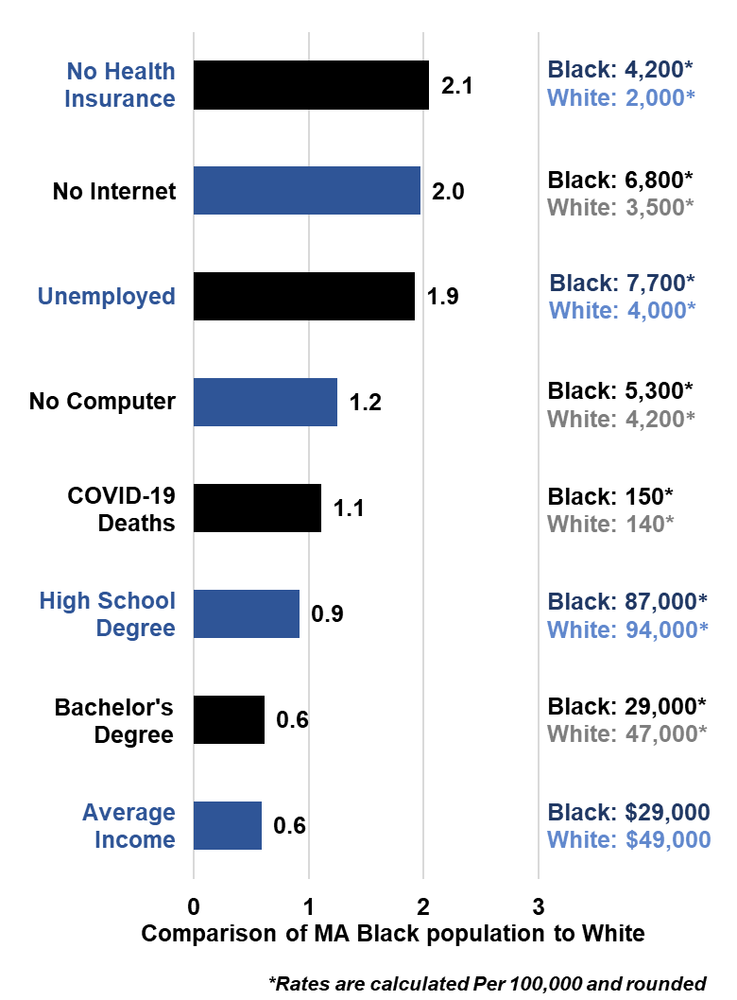 No Health
Insurance
2.1
Black: 4,200*
White: 2,000*
No Internet
2.0
Black: 6,800*
White: 3,500*
Unemployed
1.9
Black: 7,700*
White: 4,000*
No Computer
1.2
Black: 5,300*
White: 4,200*
COVID-19
Deaths
1.1
Black: 150*
White: 140*
High School
Degree
0.9
Black: 87,000*
White: 94,000*
Bachelor's
Degree
0.6
Black: 29,000*
White: 47,000*
Average
Income
0.6
Black: $29,000
White: $49,000
0 1 2 3
Comparison of MA Black population to White
*Rates are calculated Per 100,000 and rounded